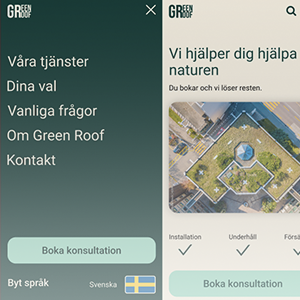 GREEN
ROOF
Våra tjänster
Dina val
Vanliga frågor
Om Green Roof
Kontakt
Boka konsultation
Byt språk
Svenska
GREEN
ROOF
Vi hjälper dig hjälpa
naturen
Du bokar och vi löser resten.
Installation
Underhåll
Förs
Boka konsultation